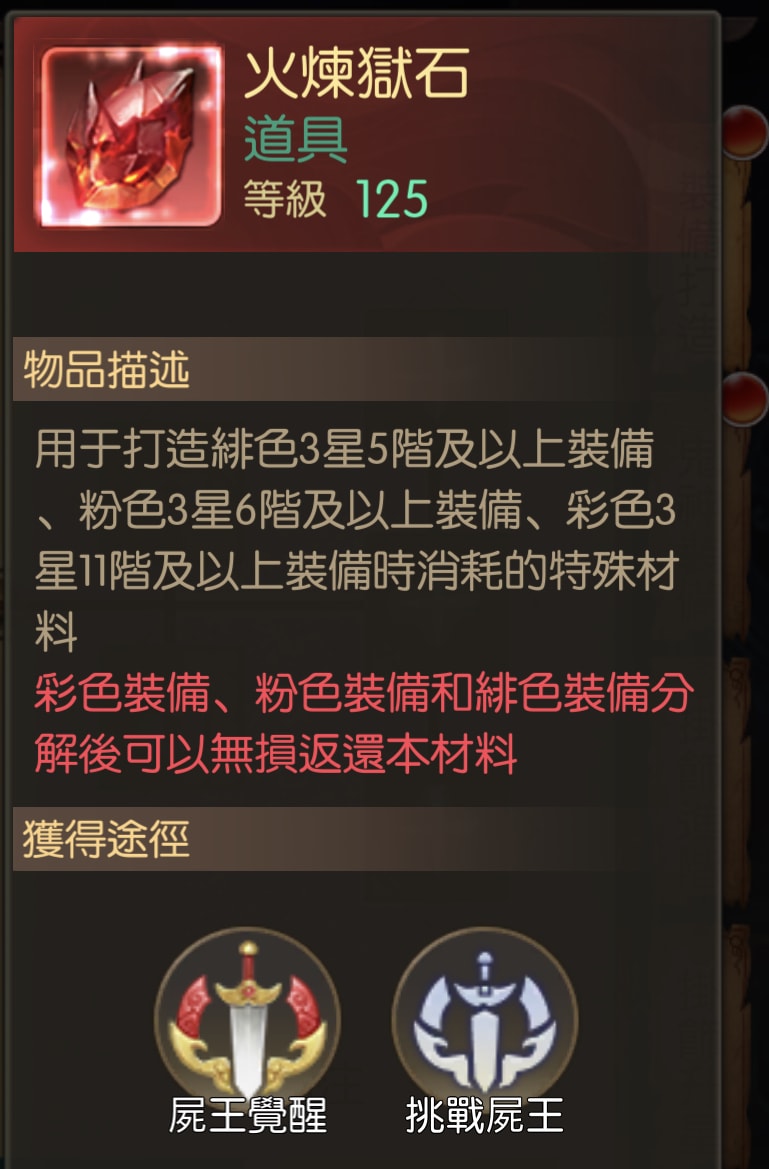 火煉獄石
道具
等級 125
物品描述
用于打造緋色3星5階及以上裝備
、粉色3星6階及以上裝備、彩色3
星11階及以上裝備時消耗的特殊材
料
彩色裝備、粉色裝備和緋色裝備分
解後可以無損返還本材料
獲得途徑
屍王覺醒
挑戰屍王